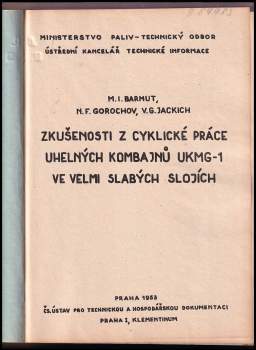 MINISTERSTVO PALIV-TECHNICKÝ ODBOR
ÚSTŘEDNÍ KANCELÁŘ TECHNICKÉ INFORMACE
M. I. BARMUT,
N. F. GOROCHOV, V. G. JACKICH
ZKUŠENOSTI Z CYKLICKÉ PRÁCE
UHELNÝCH KOMBAJNŮ UKMG-1
VE VELMI SLABÝCH SLOJÍCH
PRAHA 1953
ČS. ÚSTAV PRO TECHNICKOU A HOSPODÁŘSKOU DOKUMENTACI
PRAHA I, KLEMENTINUM